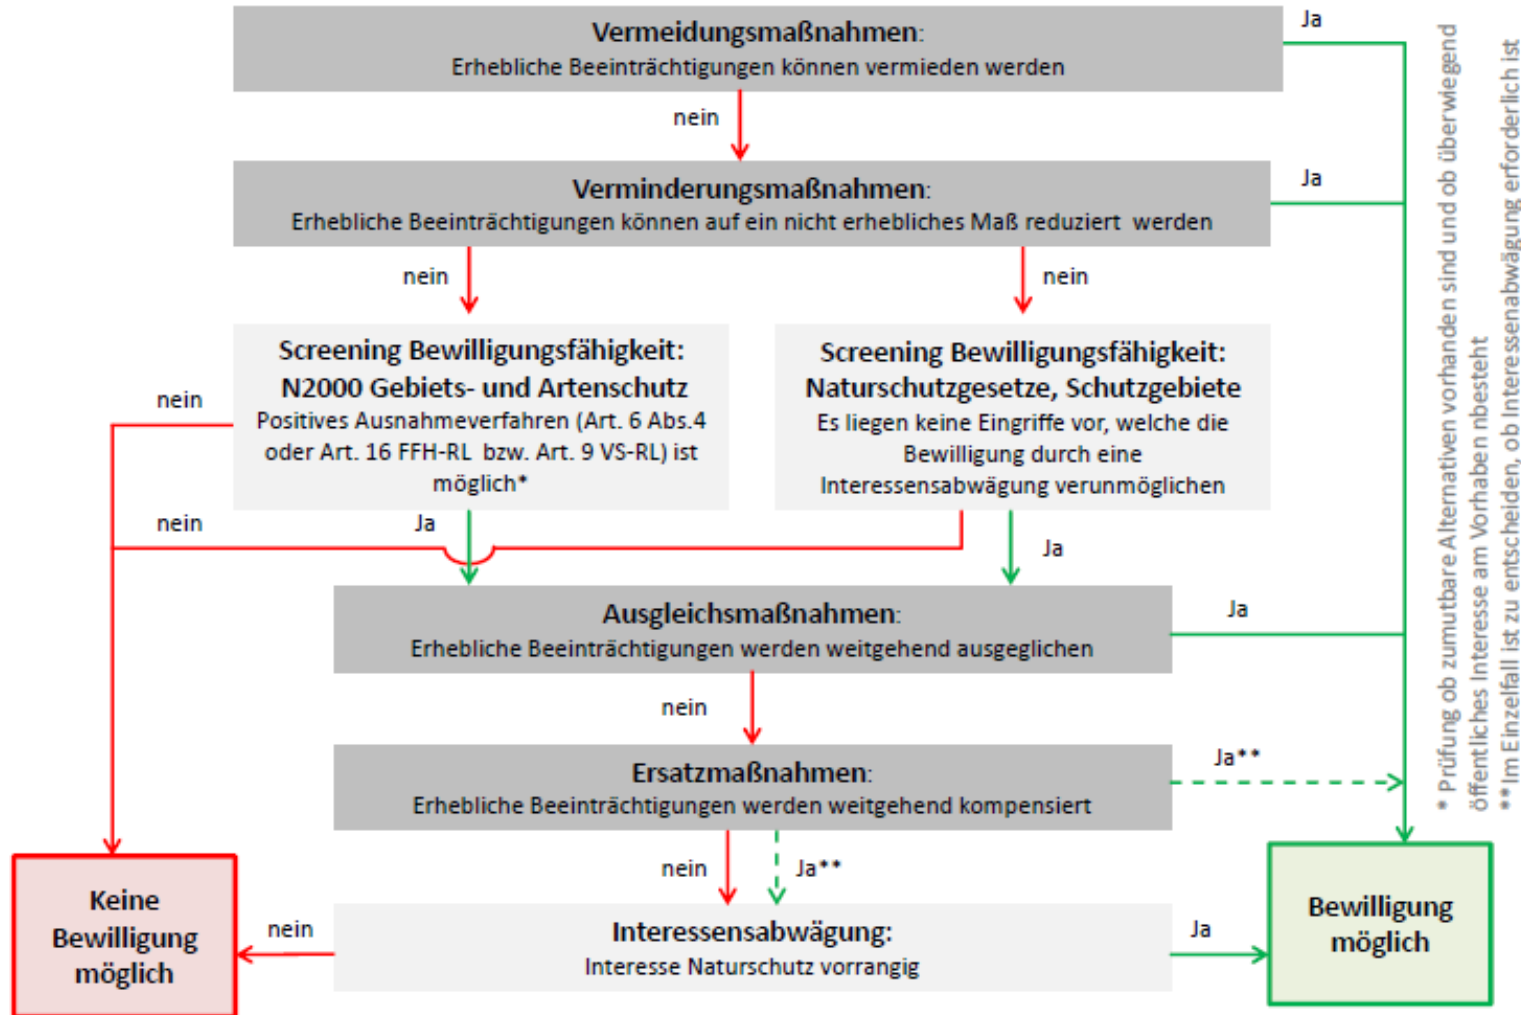 Vermeidungsmaßnahmen:
Erhebliche Beeinträchtigungen können vermieden werden
Ja
nein
Verminderungsmaßnahmen:
Erhebliche Beeinträchtigungen können auf ein nicht erhebliches Maß reduziert werden
Ja
nein
nein
Screening Bewilligungsfähigkeit:
N2000 Gebiets- und Artenschutz
Positives Ausnahmeverfahren (Art. 6 Abs.4
oder Art. 16 FFH-RL bzw. Art. 9 VS-RL) ist
möglich*
Screening Bewilligungsfähigkeit:
Naturschutzgesetze, Schutzgebiete
Es liegen keine Eingriffe vor, welche die
Bewilligung durch eine
Interessensabwägung verunmöglichen
nein
nein
Ja
Ja
Ausgleichsmaßnahmen:
Erhebliche Beeinträchtigungen werden weitgehend ausgeglichen
Ja
nein
Ersatzmaßnahmen:
Erhebliche Beeinträchtigungen werden weitgehend kompensiert
Ja**
nein
Ja**
Interessensabwägung:
Interesse Naturschutz vorrangig
nein
Ja
Keine
Bewilligung
möglich
Bewilligung
möglich
* Prüfung ob zumutbare Alternativen vorhanden sind und ob überwiegend
öffentliches Interesse am Vorhaben nbesteht
**Im Einzelfall ist zu entscheiden, ob Interessenabwägung erforderlich ist